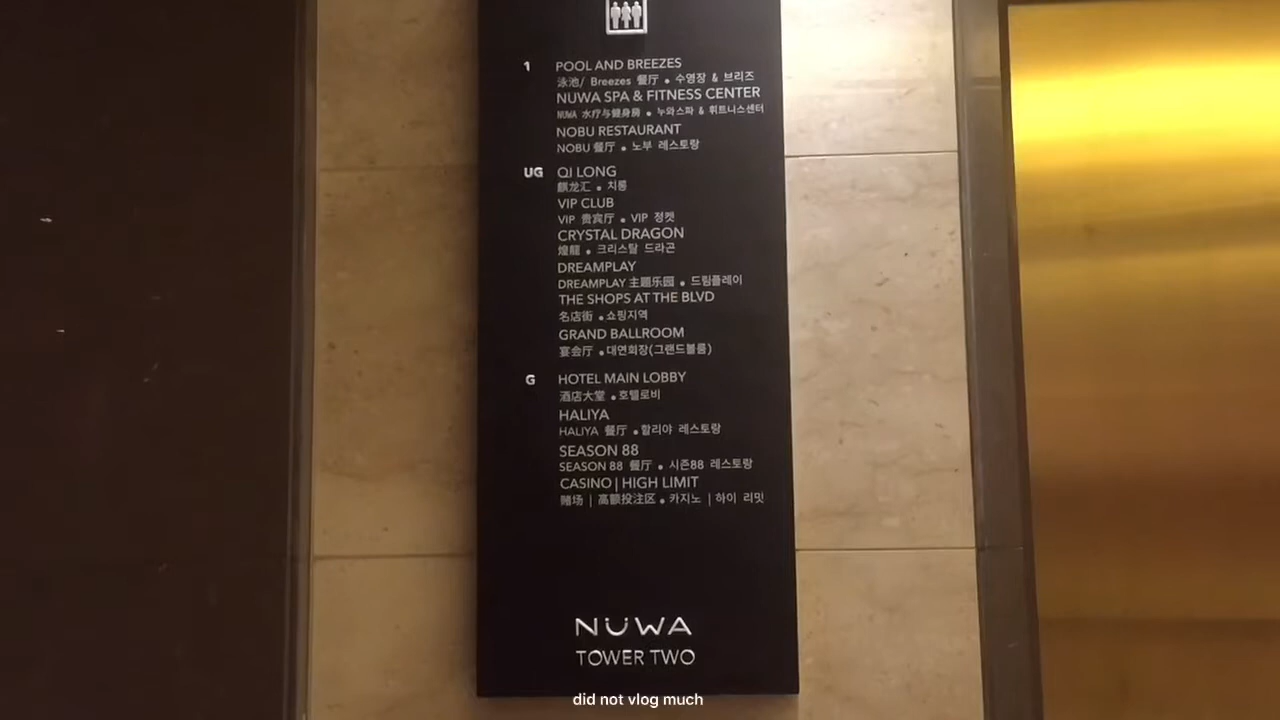 1 POOL AND BREEZES
泳池/ Breezes 餐厅 • 수영장 & 브리즈
NUWA SPA & FITNESS CENTER
NUWA 水疗与健身房 • 누와스파 & 휘트니스센터
NOBU RESTAURANT
NOBU 餐厅 • 노부 레스토랑
UG QI LONG
麒龙汇 • 치롱
VIP CLUB
VIP 贵宾厅 • VIP 정켓
CRYSTAL DRAGON
煌龍 • 크리스탈 드라곤
DREAMPLAY
DREAMPLAY 主题乐园 • 드림플레이
THE SHOPS AT THE BLVD
名店街 • 쇼핑지역
GRAND BALLROOM
宴会厅 • 대연회장(그랜드볼룸)
G HOTEL MAIN LOBBY
酒店大堂 • 호텔로비
HALIYA
HALIYA 餐厅 • 할리야 레스토랑
SEASON 88
SEASON 88 餐厅 • 시즌88 레스토랑
CASINO | HIGH LIMIT
赌场 | 高额投注区 • 카지노 | 하이 리밋
NÜWA
TOWER TWO
did not vlog much